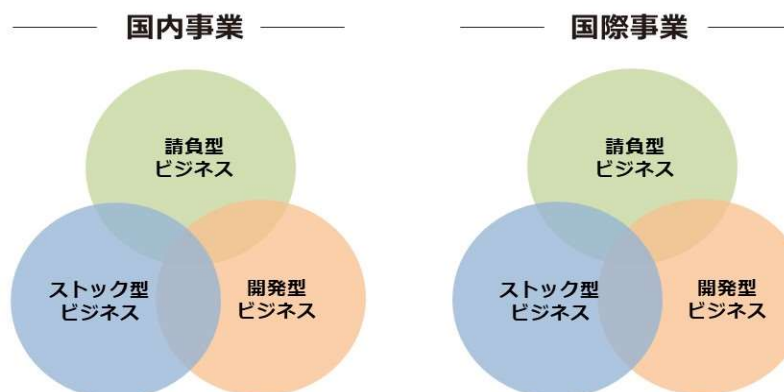 国内事業
請負型
ビジネス
ストック型
ビジネス
開発型
ビジネス
国際事業
請負型
ビジネス
ストック型
ビジネス
開発型
ビジネス